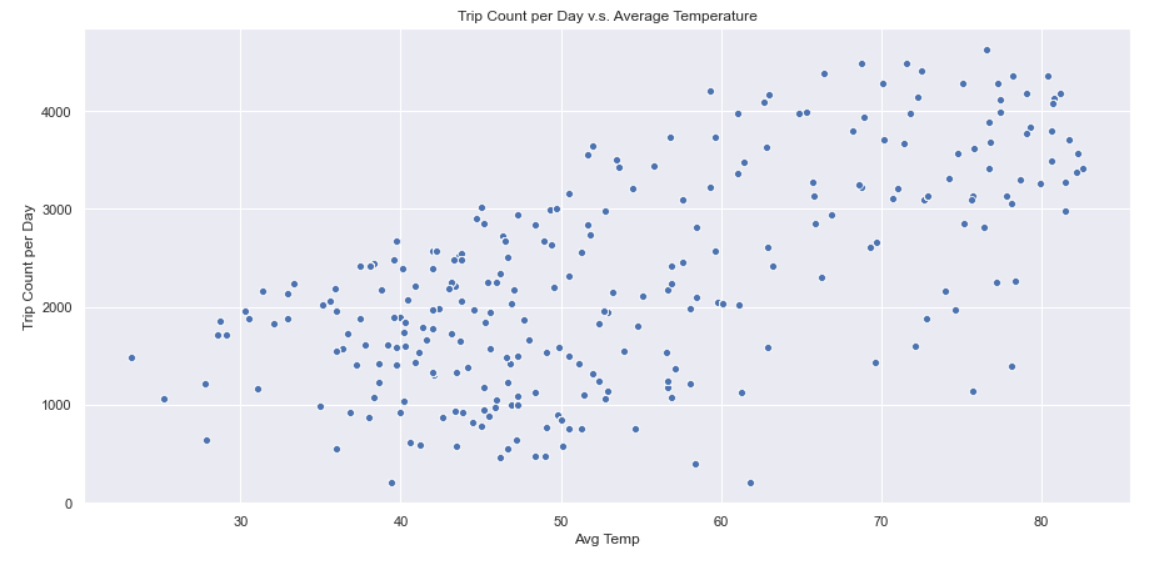 Trip Count per Day v.s. Average Temperature
Trip Count per Day
4000
3000
2000
1000
0
30 40 50 60 70 80
Avg Temp